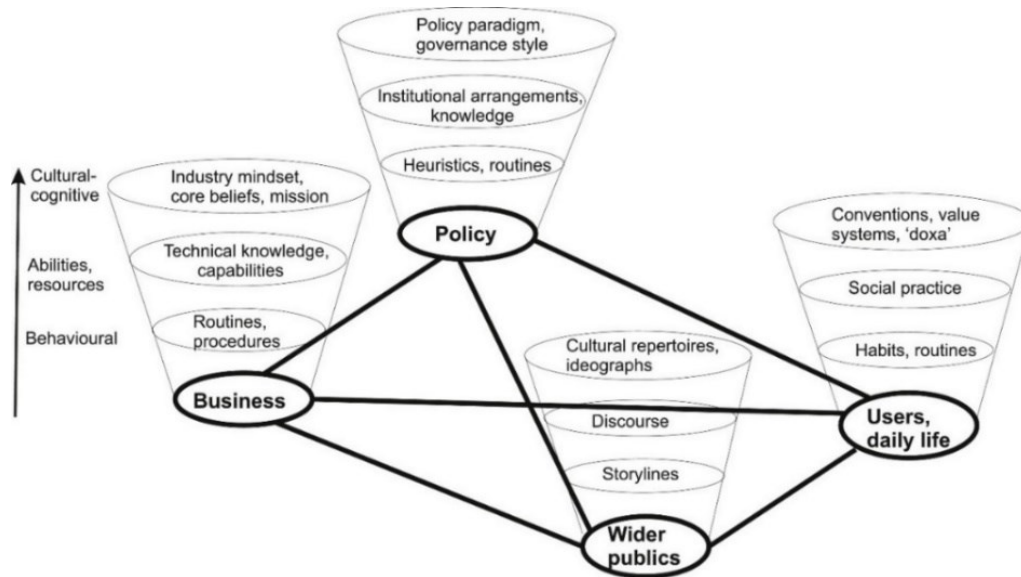 Policy paradigm,
governance style
Institutional arrangements,
knowledge
Heuristics, routines
Policy
Cultural-
cognitive
Abilities,
resources
Behavioural
Industry mindset,
core beliefs, mission
Technical knowledge,
capabilities
Routines,
procedures
Business
Conventions, value
systems, ‘doxa’
Social practice
Habits, routines
Users,
daily life
Cultural repertoires,
ideographs
Discourse
Storylines
Wider
publics